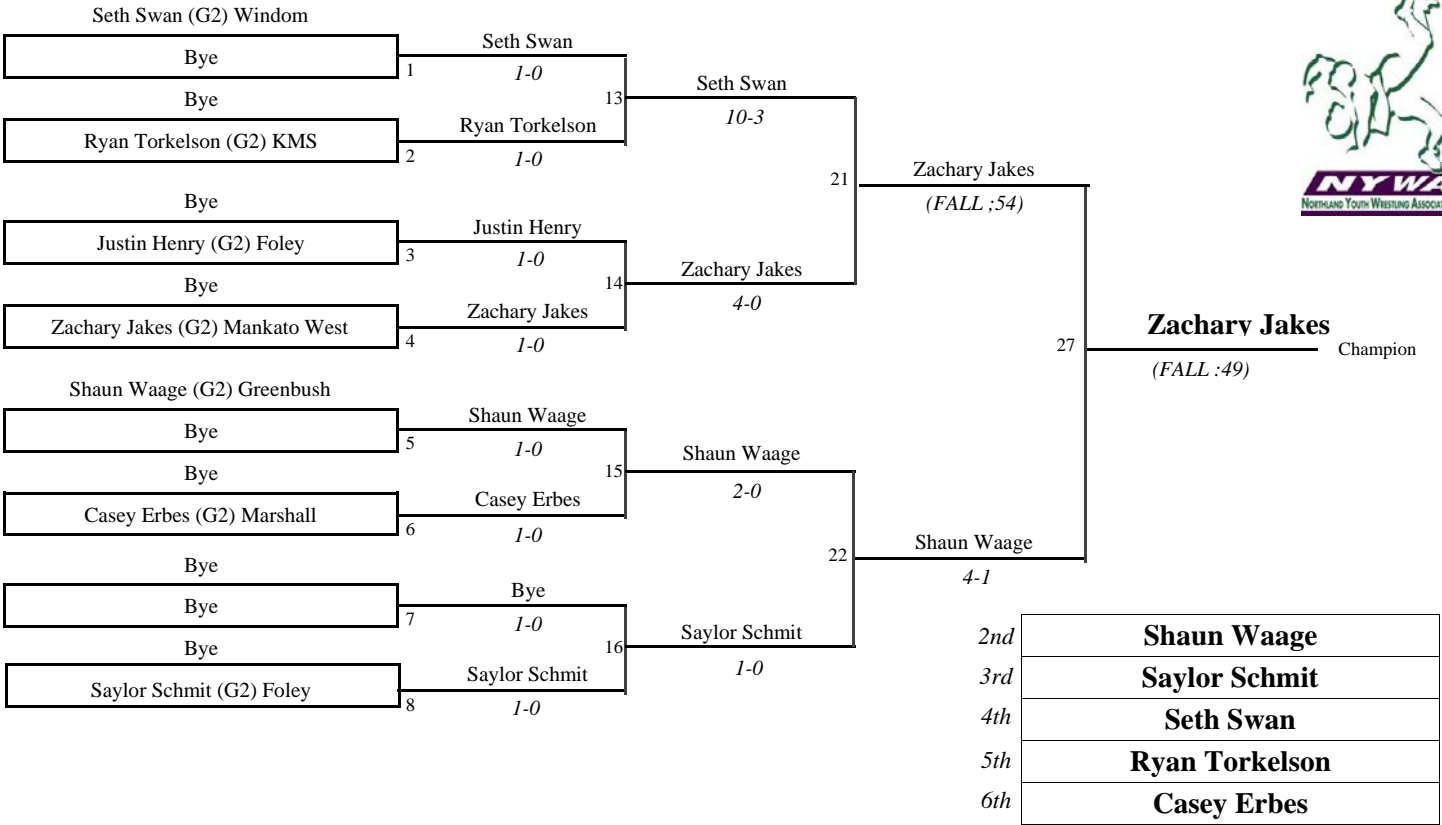 Seth Swan (G2) Windom
Bye
1
Bye
Ryan Torkelson (G2) KMS
2
Bye
Justin Henry (G2) Foley
3
Bye
Zachary Jakes (G2) Mankato West
4
Shaun Waage (G2) Greenbush
Bye
5
Bye
Casey Erbes (G2) Marshall
6
Bye
Bye
7
Bye
Saylor Schmit (G2) Foley
8
Seth Swan
1-0
13
Ryan Torkelson
1-0
Justin Henry
1-0
14
Zachary Jakes
1-0
Shaun Waage
1-0
15
Casey Erbes
1-0
Bye
1-0
16
Saylor Schmit
1-0
Seth Swan
10-3
21
Zachary Jakes
4-0
Shaun Waage
2-0
22
Saylor Schmit
1-0
Zachary Jakes
(FALL ;54)
27
Shaun Waage
4-1
Zachary Jakes
Champion
(FALL :49)
NYWA
NORTHLAND YOUTH WRESTLING
2nd Shaun Waage
3rd Saylor Schmit
4th Seth Swan
5th Ryan Torkelson
6th Casey Erbes